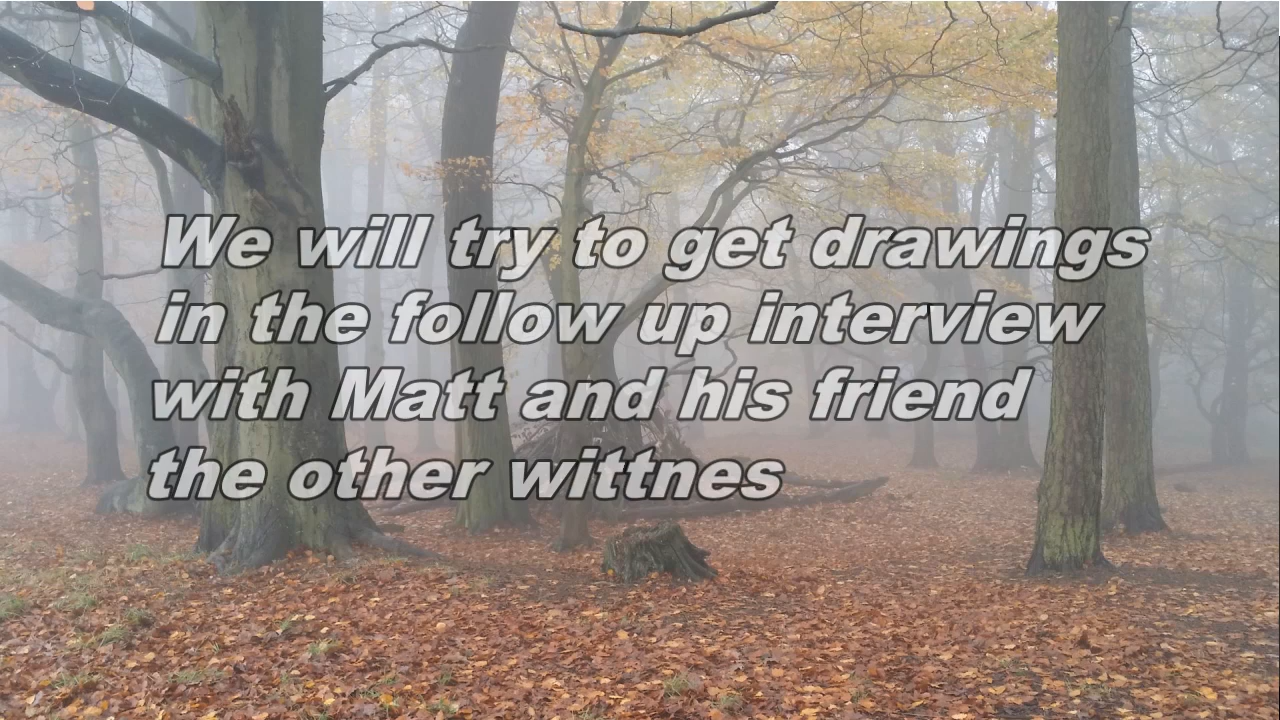 We will try to get drawings
in the follow up interview
with Matt and his friend
the other wittnes